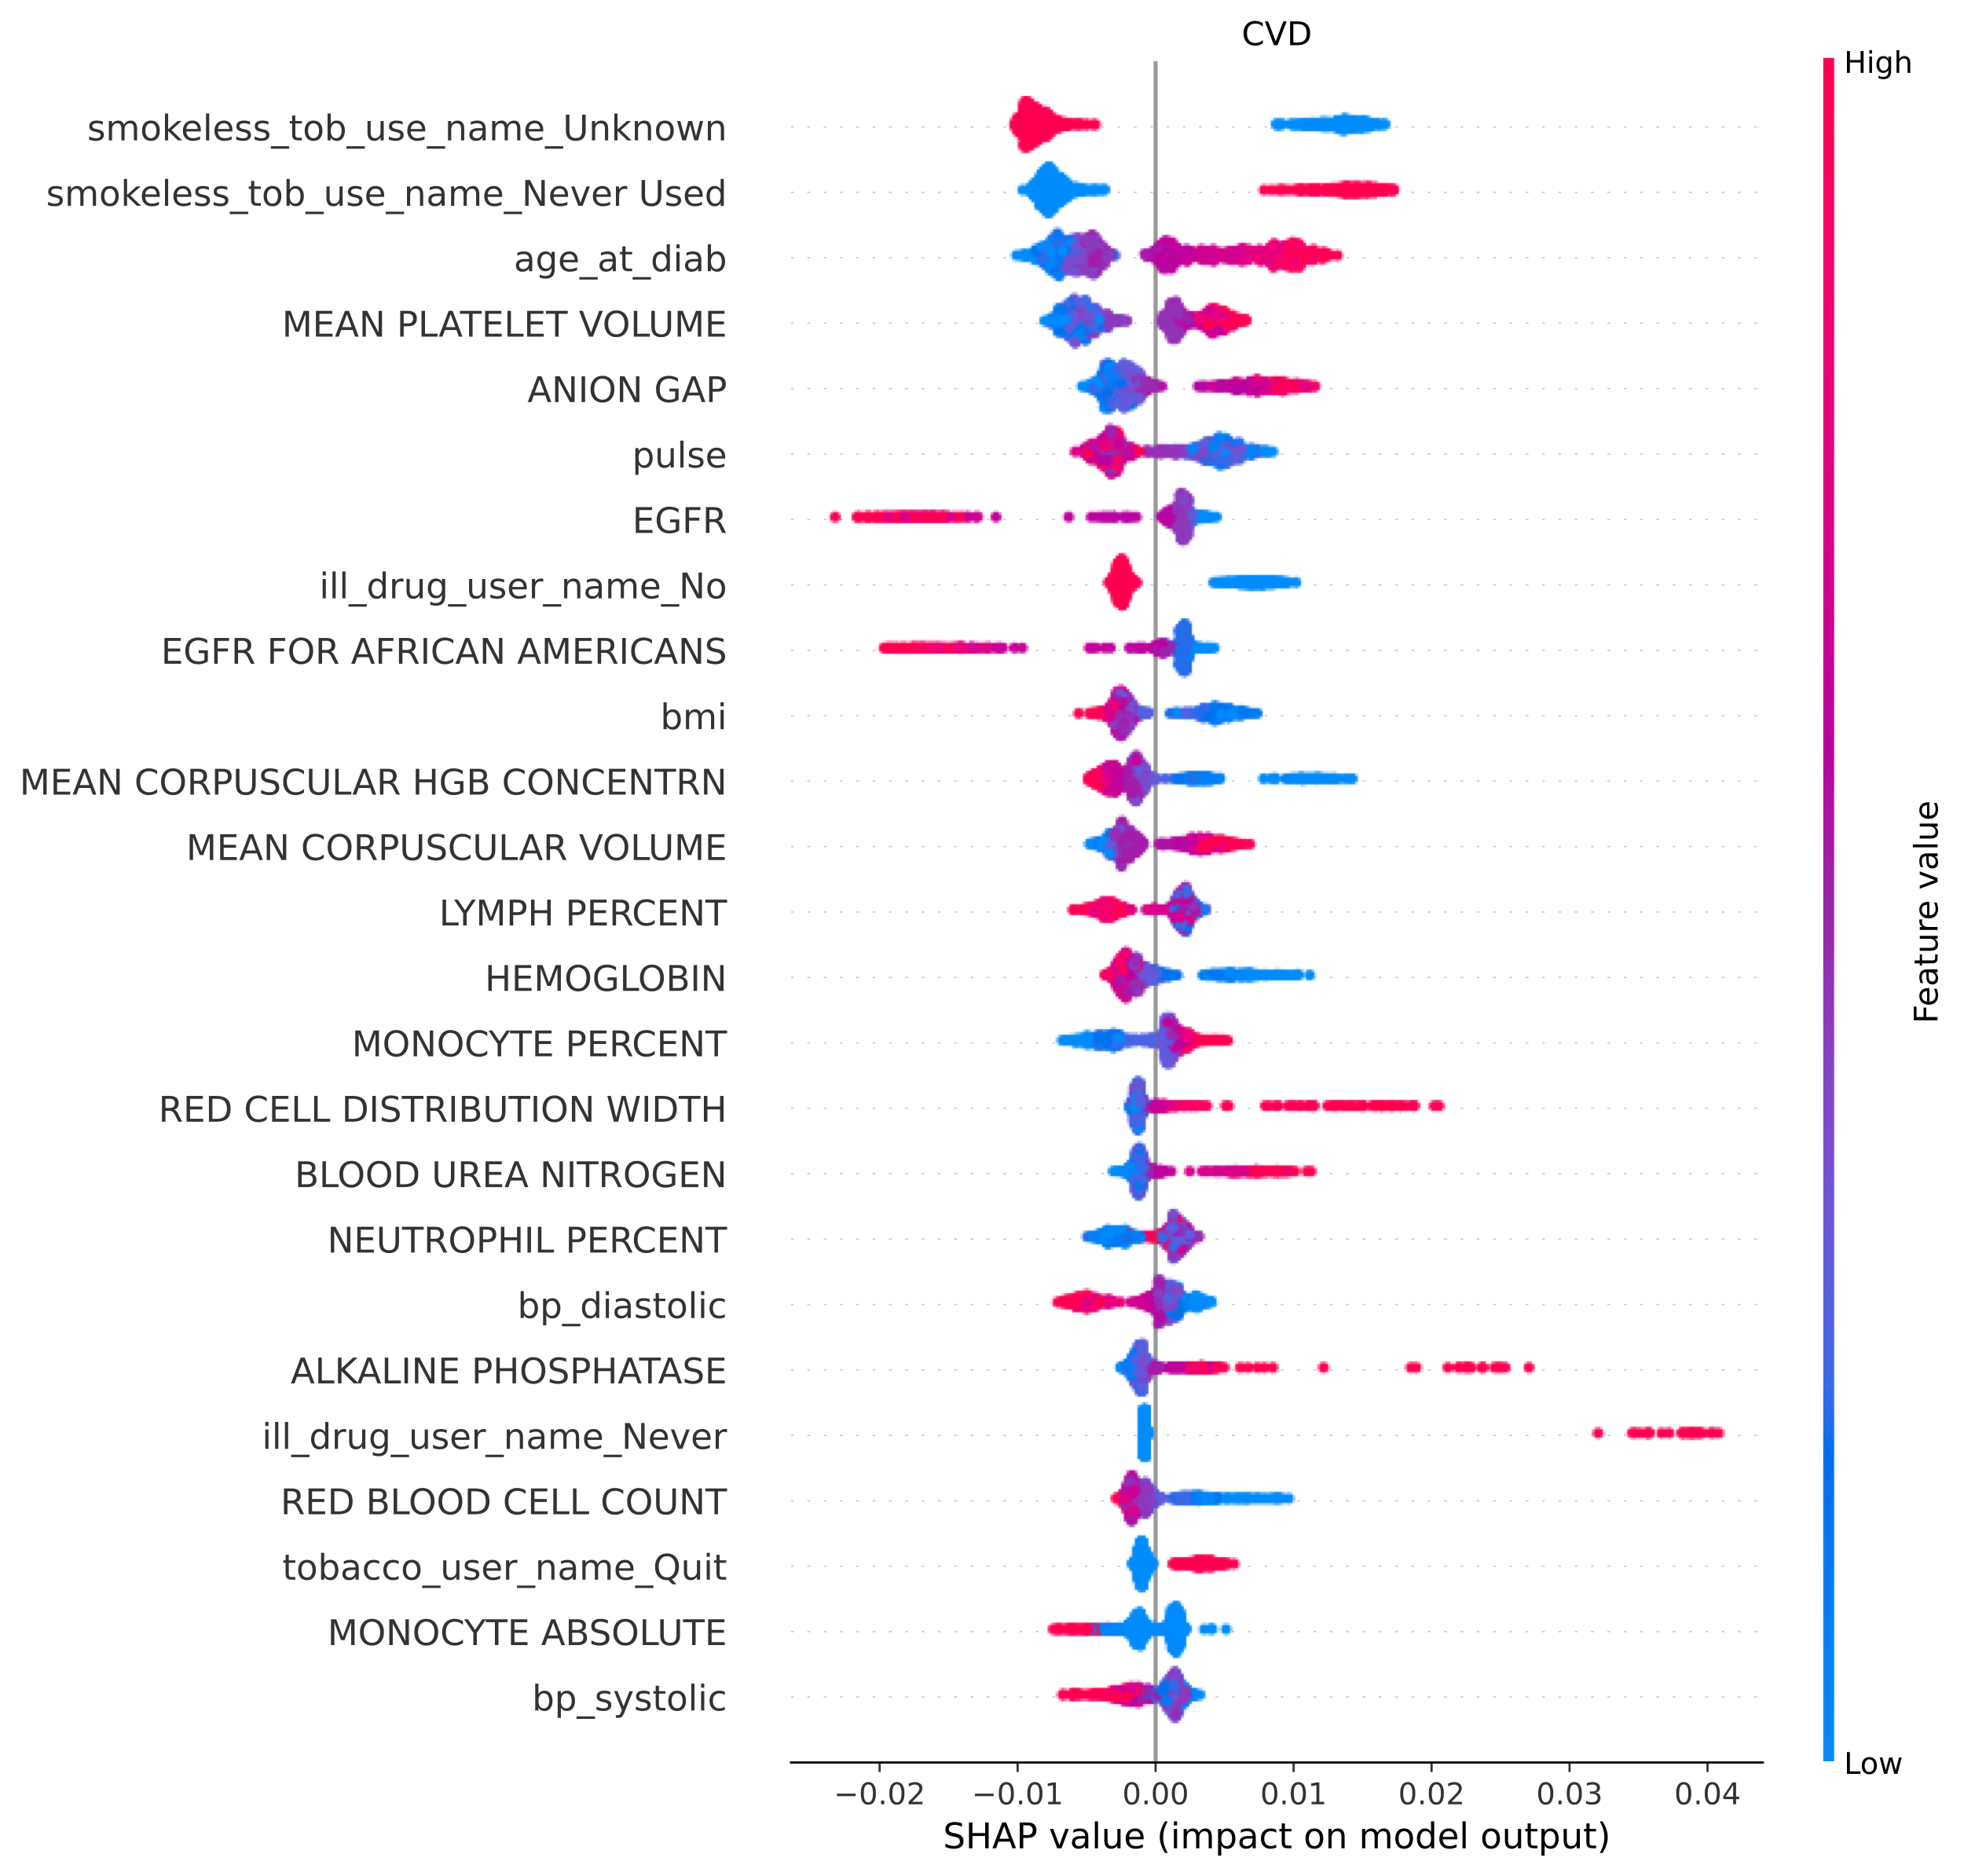 CVD
High
smokeless_tob_use_name_Unknown
smokeless_tob_use_name_Never Used
age_at_diab
MEAN PLATELET VOLUME
ANION GAP
pulse
EGFR
ill_drug_user_name_No
EGFR FOR AFRICAN AMERICANS
bmi
MEAN CORPUSCULAR HGB CONCENTRN
MEAN CORPUSCULAR VOLUME
LYMPH PERCENT
HEMOGLOBIN
MONOCYTE PERCENT
RED CELL DISTRIBUTION WIDTH
BLOOD UREA NITROGEN
NEUTROPHIL PERCENT
bp_diastolic
ALKALINE PHOSPHATASE
ill_drug_user_name_Never
RED BLOOD CELL COUNT
tobacco_user_name_Quit
MONOCYTE ABSOLUTE
bp_systolic
Feature value
Low
−0.02 −0.01 0.00 0.01 0.02 0.03 0.04
SHAP value (impact on model output)